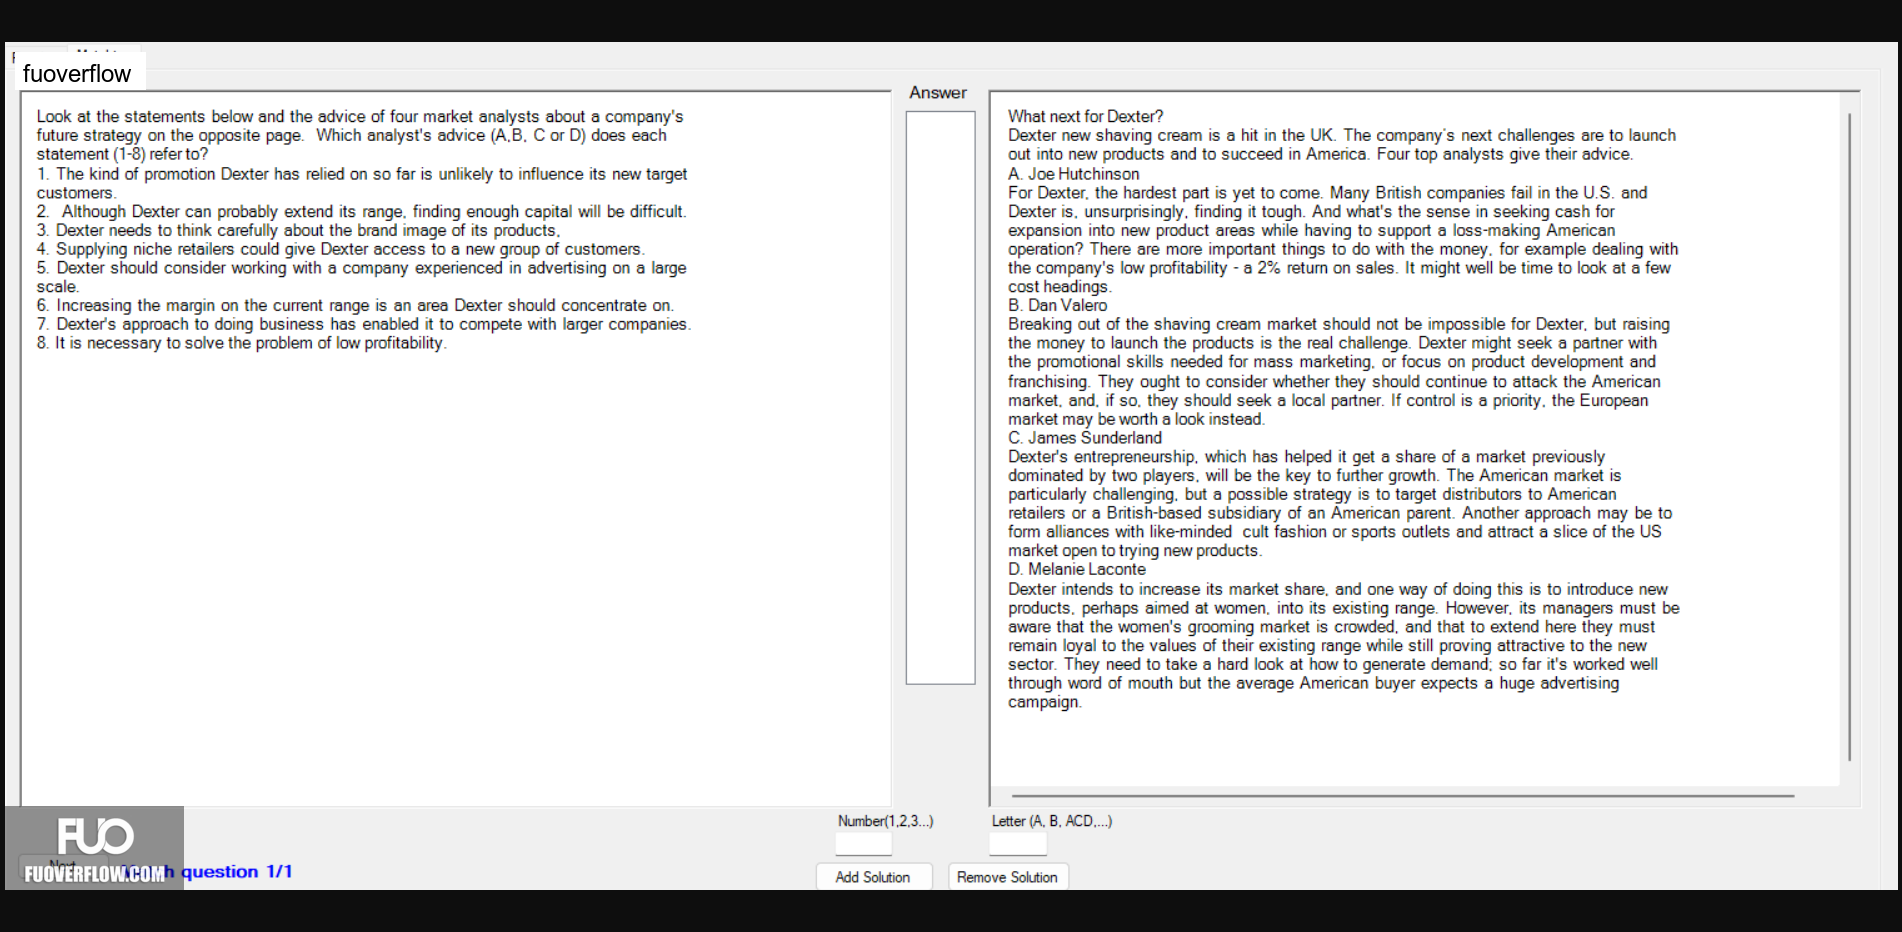 fuoverflow
Answer
Look at the statements below and the advice of four market analysts about a company's
future strategy on the opposite page.  Which analyst's advice (A,B, C or D) does each
statement (1-8) refer to?
1. The kind of promotion Dexter has relied on so far is unlikely to influence its new target
customers.
2.  Although Dexter can probably extend its range, finding enough capital will be difficult.
3. Dexter needs to think carefully about the brand image of its products,
4. Supplying niche retailers could give Dexter access to a new group of customers.
5. Dexter should consider working with a company experienced in advertising on a large
scale.
6. Increasing the margin on the current range is an area Dexter should concentrate on.
7. Dexter's approach to doing business has enabled it to compete with larger companies.
8. It is necessary to solve the problem of low profitability.
What next for Dexter?
Dexter new shaving cream is a hit in the UK. The company's next challenges are to launch
out into new products and to succeed in America. Four top analysts give their advice.
A. Joe Hutchinson
For Dexter, the hardest part is yet to come. Many British companies fail in the U.S. and
Dexter is, unsurprisingly, finding it tough. And what's the sense in seeking cash for
expansion into new product areas while having to support a loss-making American
operation? There are more important things to do with the money, for example dealing with
the company's low profitability - a 2% return on sales. It might well be time to look at a few
cost headings.
B. Dan Valero
Breaking out of the shaving cream market should not be impossible for Dexter, but raising
the money to launch the products is the real challenge. Dexter might seek a partner with
the promotional skills needed for mass marketing, or focus on product development and
franchising. They ought to consider whether they should continue to attack the American
market, and, if so, they should seek a local partner. If control is a priority, the European
market may be worth a look instead.
C. James Sunderland
Dexter's entrepreneurship, which has helped it get a share of a market previously
dominated by two players, will be the key to further growth. The American market is
particularly challenging, but a possible strategy is to target distributors to American
retailers or a British-based subsidiary of an American parent. Another approach may be to
form alliances with like-minded  cult fashion or sports outlets and attract a slice of the US
market open to trying new products.
D. Melanie Laconte
Dexter intends to increase its market share, and one way of doing this is to introduce new
products, perhaps aimed at women, into its existing range. However, its managers must be
aware that the women's grooming market is crowded, and that to extend here they must
remain loyal to the values of their existing range while still proving attractive to the new
sector. They need to take a hard look at how to generate demand; so far it's worked well
through word of mouth but the average American buyer expects a huge advertising
campaign.
Number(1,2,3...)
Letter (A, B, ACD,...)
FUO
FUOVERFLOW.COM
question 1/1
Add Solution
Remove Solution